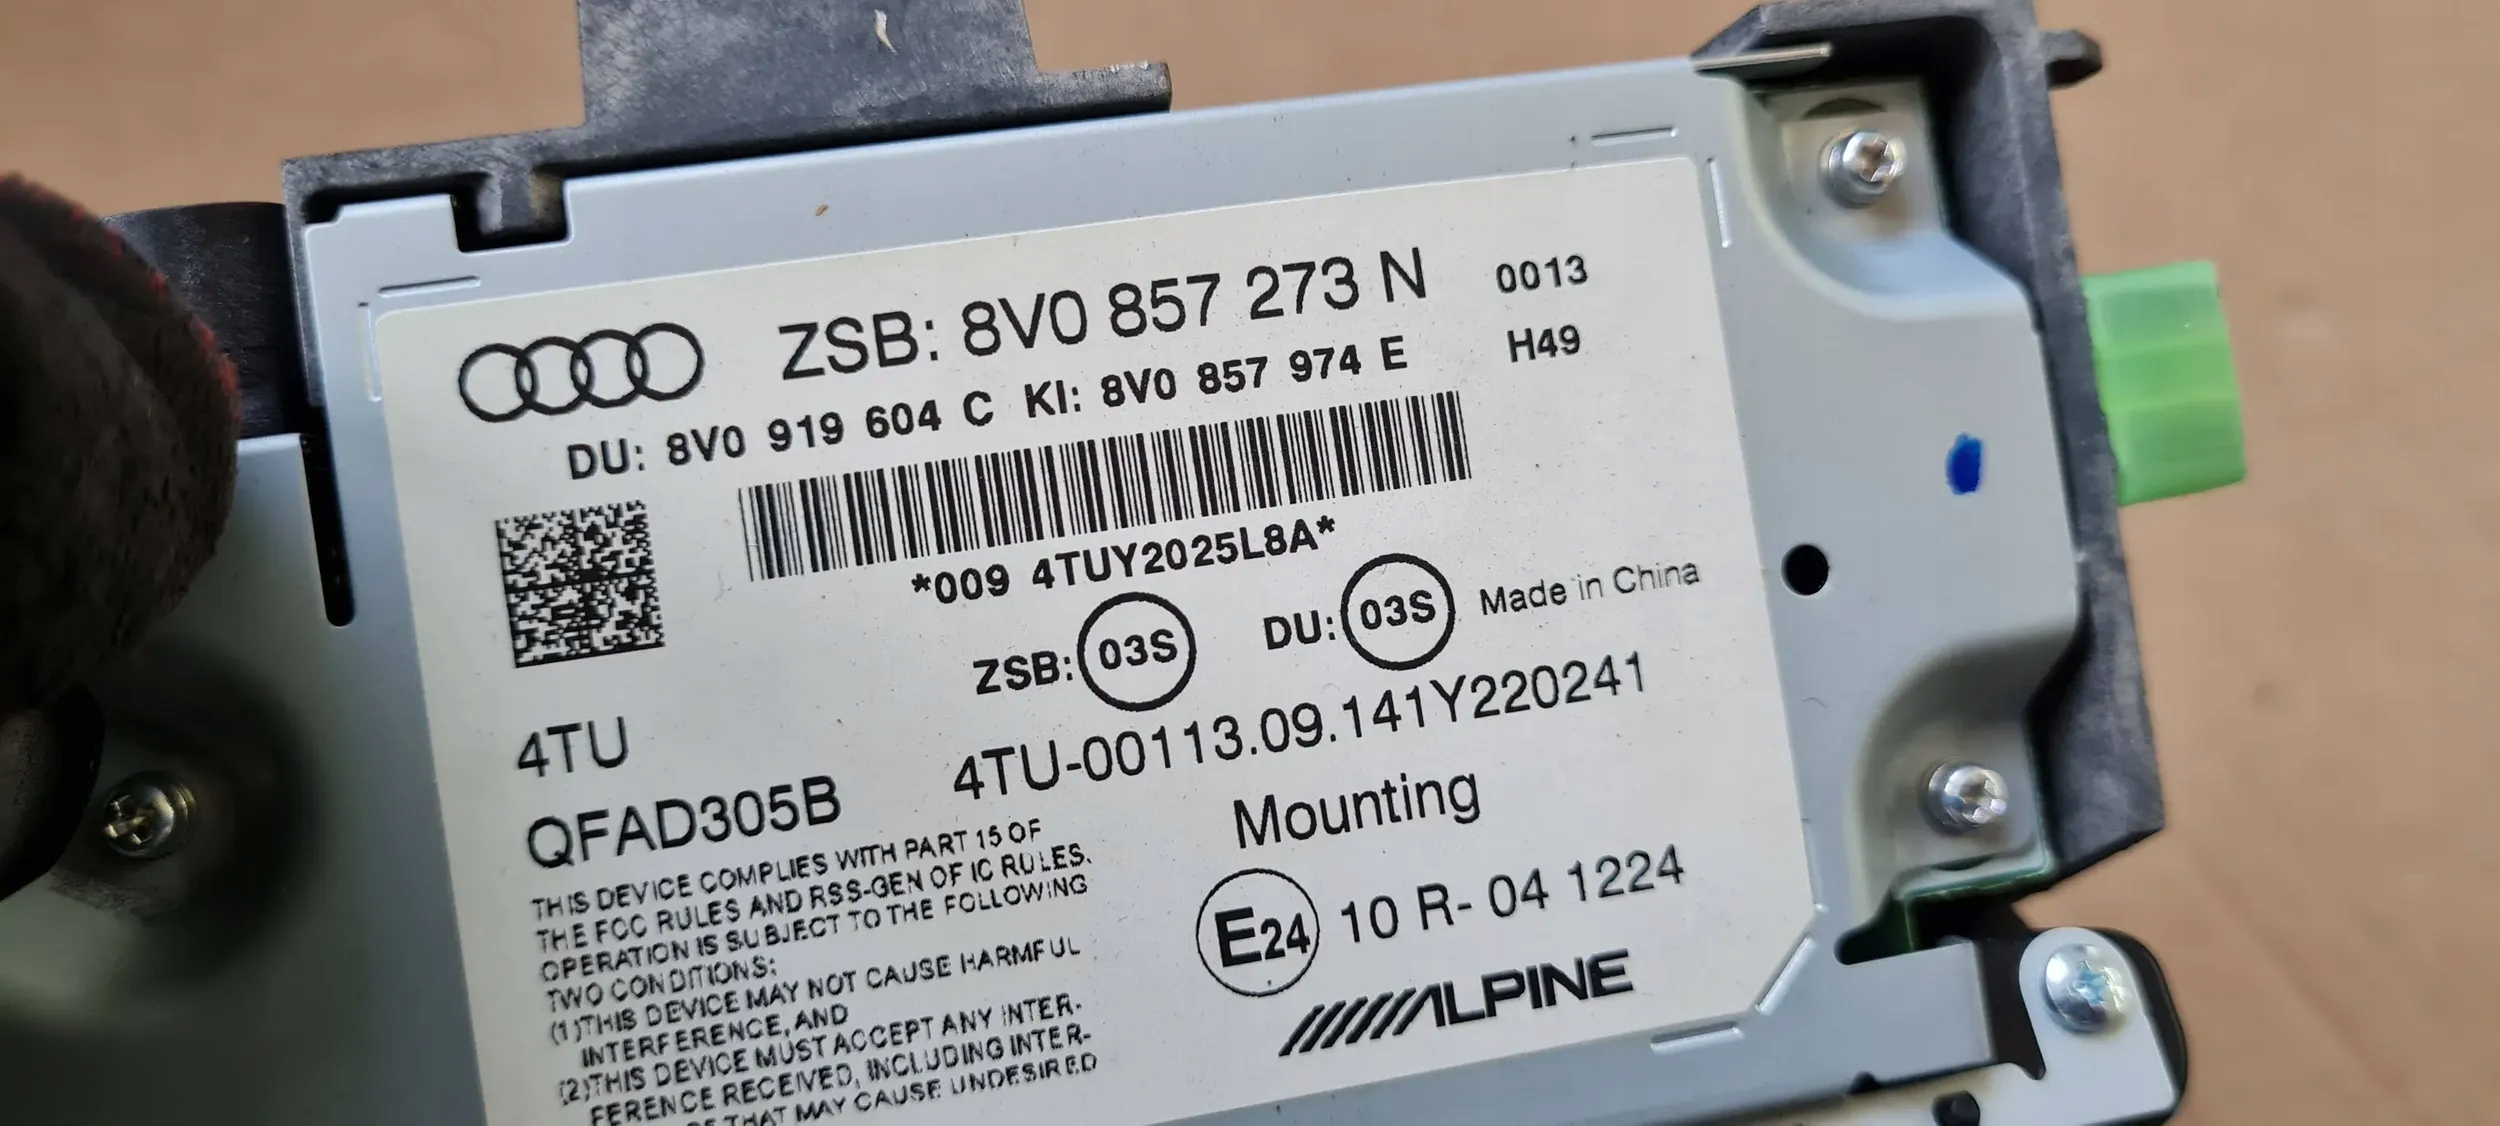 ZSB: 8V0 857 273 N 0013
DU: 8V0 919 604 C KI: 8V0 857 974 E H49
*009 4TUY2025L8A*
ZSB: 03S DU: 03S Made in China
4TU 4TU-00113.09.141Y220241
QFAD305B Mounting
THIS DEVICE COMPLIES WITH PART 15 OF
THE FCC RULES AND RSS-GEN OF IC RULES.
OPERATION IS SUBJECT TO THE FOLLOWING
TWO CONDITIONS:
(1)THIS DEVICE MAY NOT CAUSE HARMFUL
INTERFERENCE, AND
(2)THIS DEVICE MUST ACCEPT ANY INTER-
FERENCE RECEIVED, INCLUDING INTER-
THAT MAY CAUSE UNDESIRED
E24 10 R- 04 1224
ALPINE